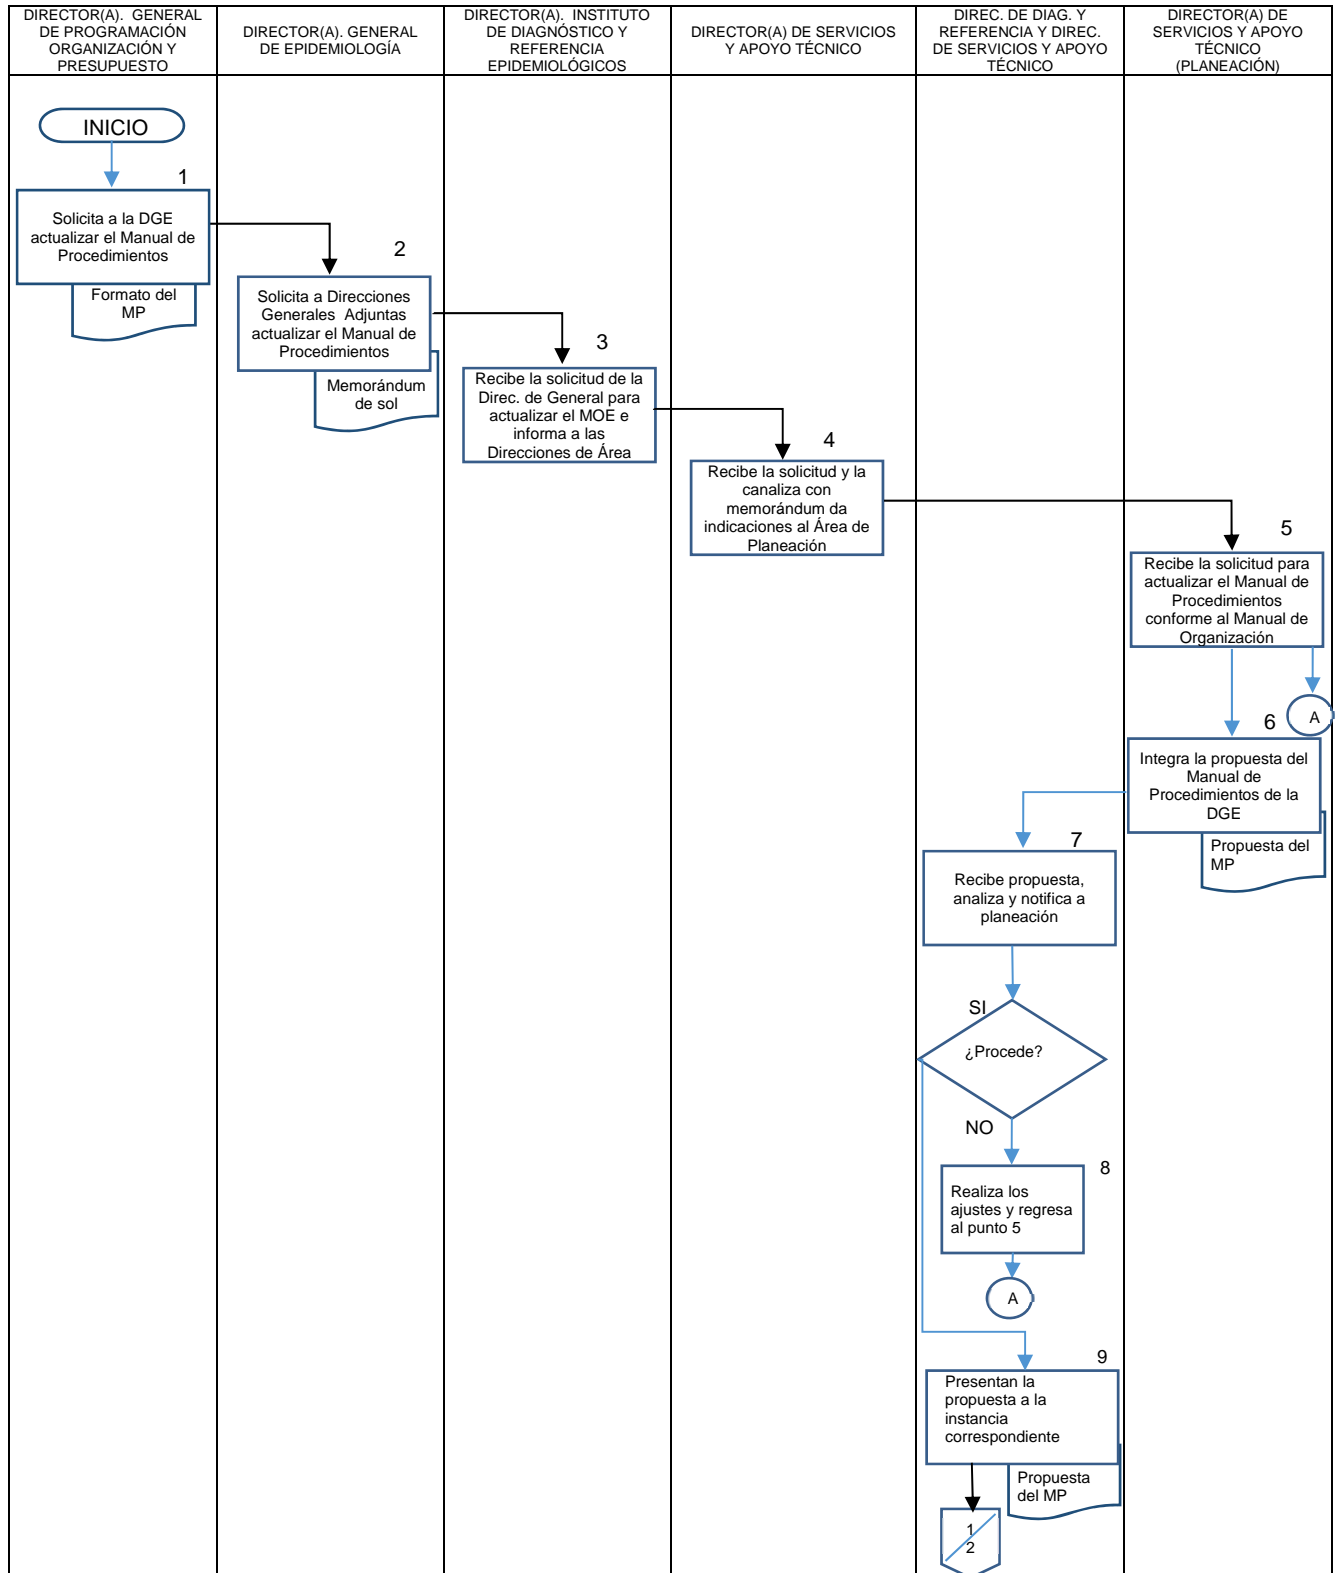 DIRECTOR(A).  GENERAL
DE PROGRAMACIÓN
ORGANIZACIÓN Y
PRESUPUESTO
DIRECTOR(A). GENERAL
DE EPIDEMIOLOGÍA
DIRECTOR(A).  INSTITUTO
DE DIAGNÓSTICO Y
REFERENCIA
EPIDEMIOLÓGICOS
DIRECTOR(A) DE SERVICIOS
Y APOYO TÉCNICO
DIREC. DE DIAG. Y
REFERENCIA Y DIREC.
DE SERVICIOS Y APOYO
TÉCNICO
DIRECTOR(A) DE
SERVICIOS Y APOYO
TÉCNICO
(PLANEACIÓN)
INICIO
1
Solicita a la DGE
actualizar el Manual de
Procedimientos
Formato del
MP
2
Solicita a Direcciones
Generales  Adjuntas
actualizar el Manual de
Procedimientos
Memorándum
de sol
3
Recibe la solicitud de la
Direc. de General para
actualizar el MOE e
informa a las
Direcciones de Área
4
Recibe la solicitud y la
canaliza con
memorándum da
indicaciones al Área de
Planeación
5
Recibe la solicitud para
actualizar el Manual de
Procedimientos
conforme al Manual de
Organización
A
6
Integra la propuesta del
Manual de
Procedimientos de la
DGE
Propuesta del
MP
7
Recibe propuesta,
analiza y notifica a
planeación
SI
¿Procede?
NO
8
Realiza los
ajustes y regresa
al punto 5
A
9
Presentan la
propuesta a la
instancia
correspondiente
Propuesta
del MP
1
2